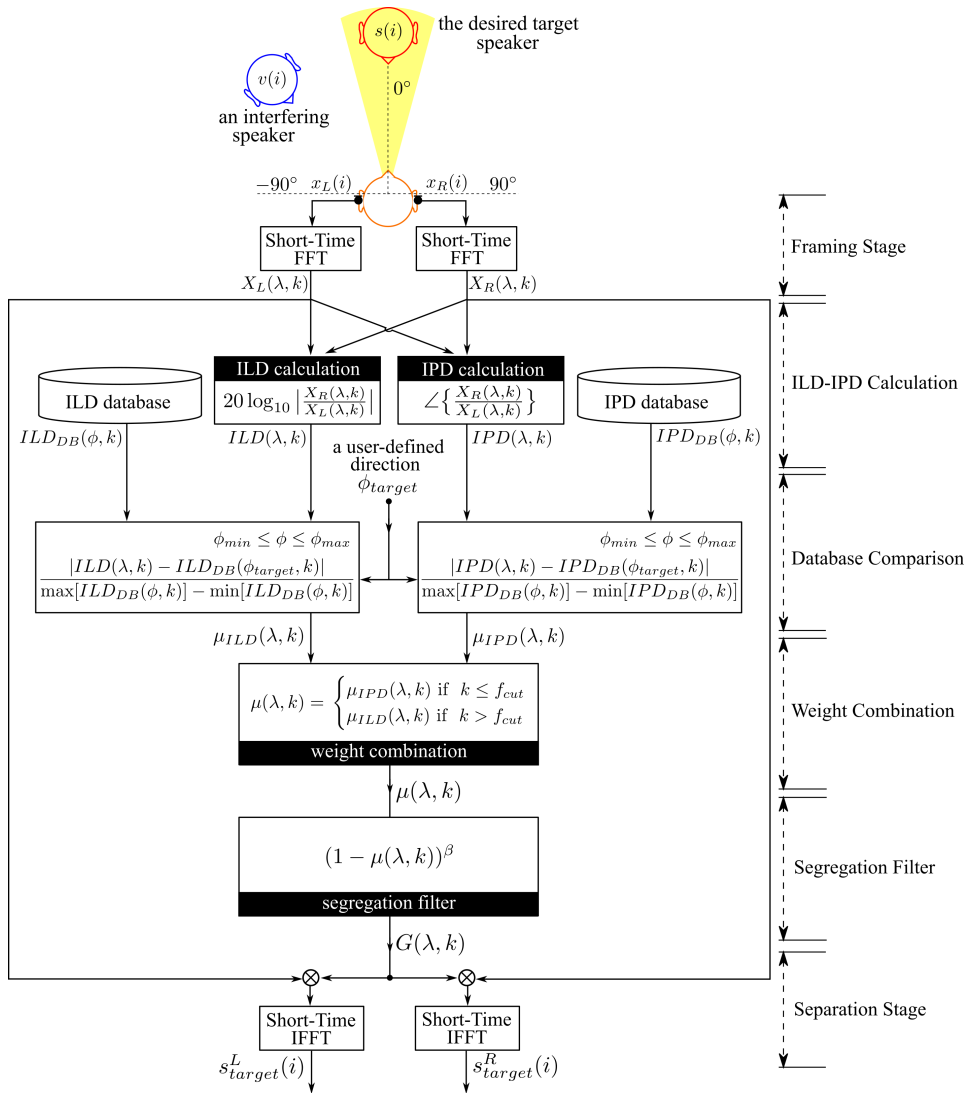 s(i)
the desired target
speaker
v(i)
0°
an interfering
speaker
−90° x_L(i) x_R(i) 90°
Short-Time
FFT
Short-Time
FFT
Framing Stage
X_L(λ, k) X_R(λ, k)
ILD calculation
20 log₁₀ |X_R(λ,k)/X_L(λ,k)|
IPD calculation
∠{X_R(λ,k)/X_L(λ,k)}
ILD-IPD Calculation
ILD database
IPD database
ILD_DB(ϕ, k) ILD(λ, k) IPD(λ, k) IPD_DB(ϕ, k)
a user-defined
direction
ϕ_target
ϕ_min ≤ ϕ ≤ ϕ_max
|ILD(λ, k) − ILD_DB(ϕ_target, k)|
max[ILD_DB(ϕ, k)] − min[ILD_DB(ϕ, k)]
ϕ_min ≤ ϕ ≤ ϕ_max
|IPD(λ, k) − IPD_DB(ϕ_target, k)|
max[IPD_DB(ϕ, k)] − min[IPD_DB(ϕ, k)]
Database Comparison
μ_ILD(λ, k) μ_IPD(λ, k)
μ(λ, k) = { μ_IPD(λ, k) if k ≤ f_cut
μ_ILD(λ, k) if k > f_cut
weight combination
Weight Combination
μ(λ, k)
(1 − μ(λ, k))^β
segregation filter
Segregation Filter
G(λ, k)
Short-Time
IFFT
Short-Time
IFFT
Separation Stage
s^L_target(i) s^R_target(i)